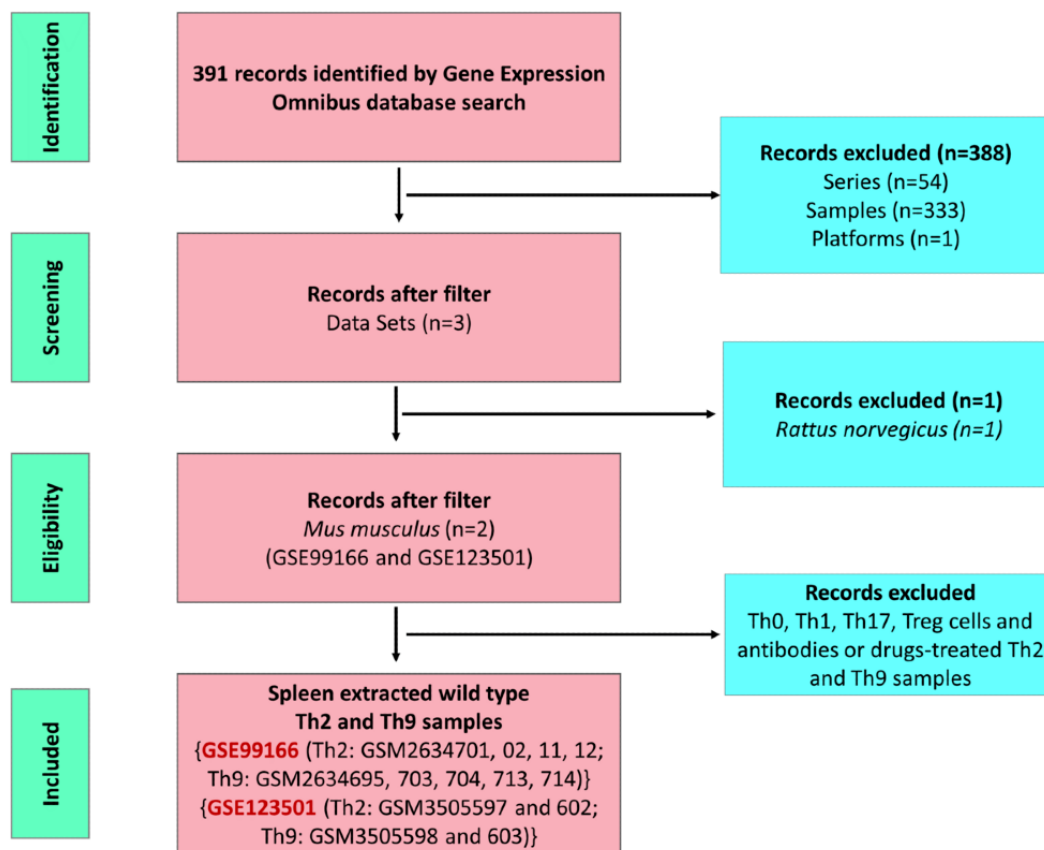 Identification
391 records identified by Gene Expression
Omnibus database search
Records excluded (n=388)
Series (n=54)
Samples (n=333)
Platforms (n=1)
Screening
Records after filter
Data Sets (n=3)
Records excluded (n=1)
Rattus norvegicus (n=1)
Eligibility
Records after filter
Mus musculus (n=2)
(GSE99166 and GSE123501)
Records excluded
Th0, Th1, Th17, Treg cells and
antibodies or drugs-treated Th2
and Th9 samples
Included
Spleen extracted wild type
Th2 and Th9 samples
{GSE99166 (Th2: GSM2634701, 02, 11, 12;
Th9: GSM2634695, 703, 704, 713, 714)}
{GSE123501 (Th2: GSM3505597 and 602;
Th9: GSM3505598 and 603)}